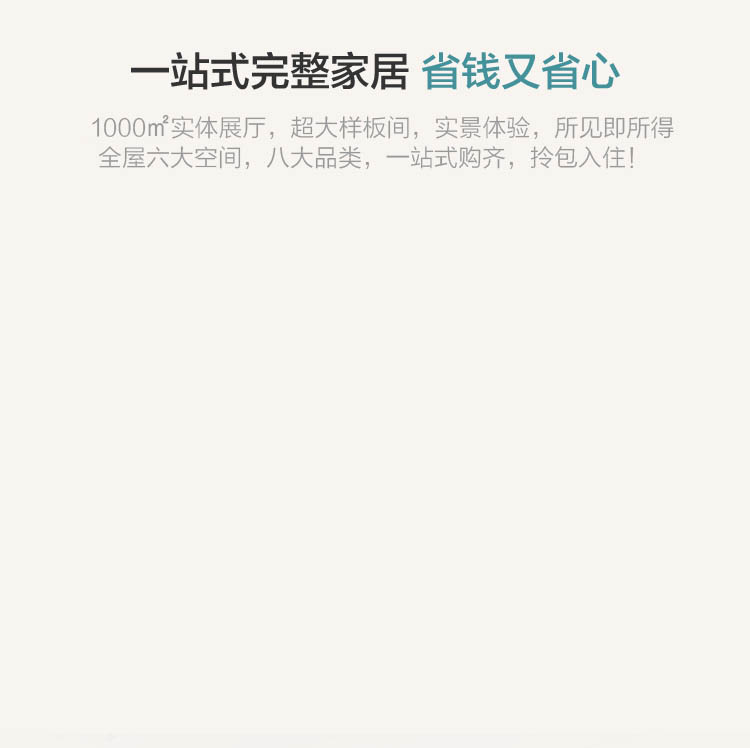 一站式完整家居 省钱又省心
1000㎡实体展厅，超大样板间，实景体验，所见即所得
全屋六大空间，八大品类，一站式购齐，拎包入住！